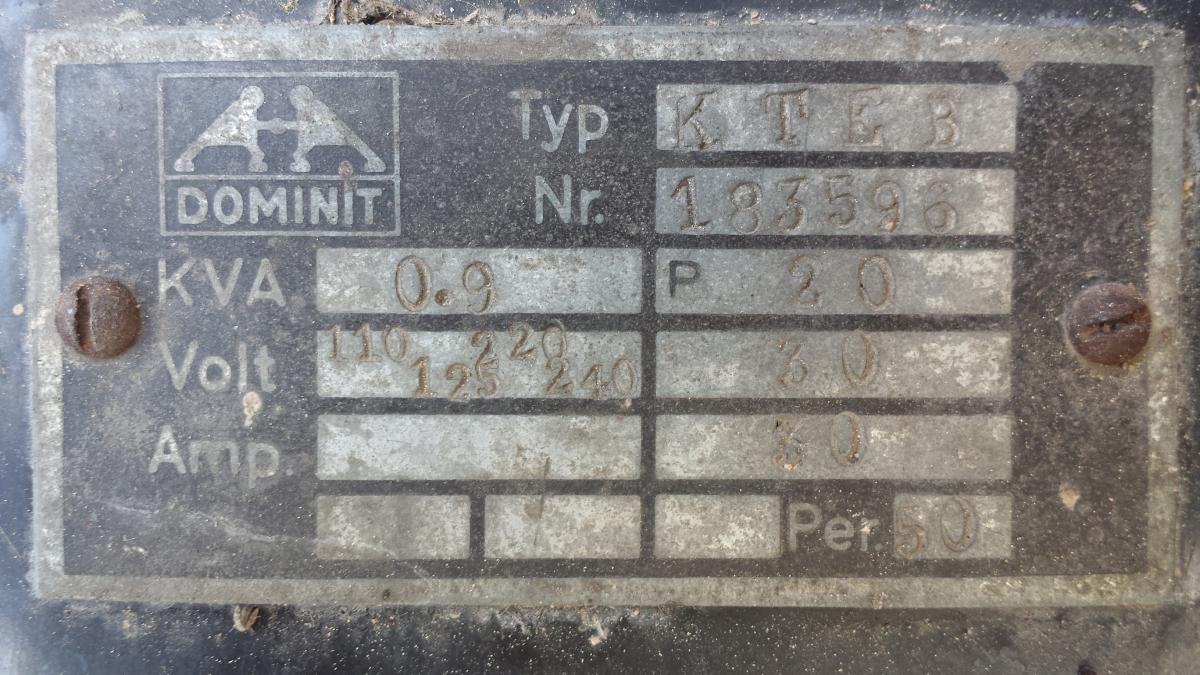 DOMINIT
Typ KTEB
Nr. 183596
KVA 0.9 P 20
Volt 110 220 30
125 240
Amp. 30
Per. 50